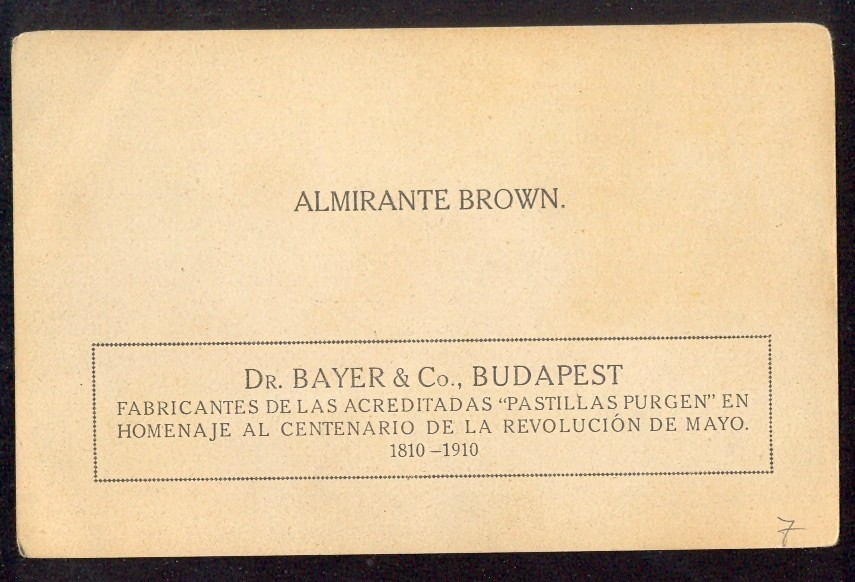 ALMIRANTE BROWN.
DR. BAYER & Co., BUDAPEST
FABRICANTES DE LAS ACREDITADAS “PASTILLAS PURGEN” EN
HOMENAJE AL CENTENARIO DE LA REVOLUCIÓN DE MAYO.
1810–1910
7